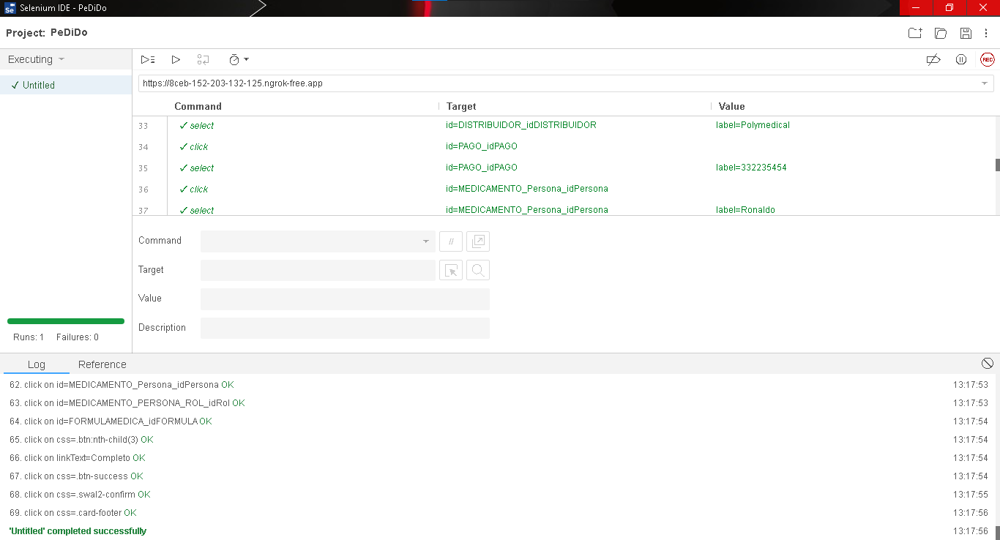 Selenium IDE - PeDiDo
Project: PeDiDo
Executing
Untitled
https://8ceb-152-203-132-125.ngrok-free.app
Command Target Value
33 ✓ select id=DISTRIBUIDOR_idDISTRIBUIDOR label=Polymedical
34 ✓ click id=PAGO_idPAGO
35 ✓ select id=PAGO_idPAGO label=332235454
36 ✓ click id=MEDICAMENTO_Persona_idPersona
37 ✓ select id=MEDICAMENTO_Persona_idPersona label=Ronaldo
Command //
Target
Value
Description
Runs: 1 Failures: 0
REC
Log Reference
62. click on id=MEDICAMENTO_Persona_idPersona OK 13:17:53
63. click on id=MEDICAMENTO_PERSONA_ROL_idRol OK 13:17:53
64. click on id=FORMULAMEDICA_idFORMULA OK 13:17:54
65. click on css=.btn:nth-child(3) OK 13:17:54
66. click on linkText=Completo OK 13:17:54
67. click on css=.btn-success OK 13:17:54
68. click on css=.swal2-confirm OK 13:17:55
69. click on css=.card-footer OK 13:17:56
'Untitled' completed successfully 13:17:56